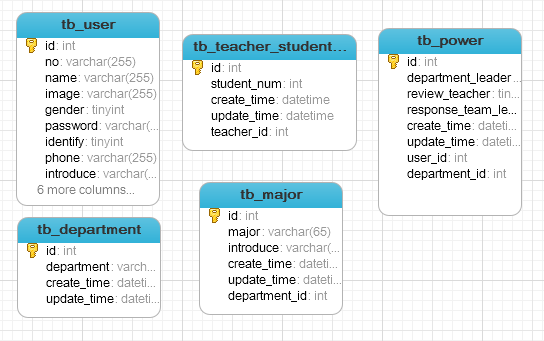 tb_user
id: int
no: varchar(255)
name: varchar(255)
image: varchar(255)
gender: tinyint
password: varchar(...
identify: tinyint
phone: varchar(255)
introduce: varchar(...
6 more columns...
tb_teacher_student...
id: int
student_num: int
create_time: datetime
update_time: datetime
teacher_id: int
tb_power
id: int
department_leader...
review_teacher: tin...
response_team_le...
create_time: dateti...
update_time: dateti...
user_id: int
department_id: int
tb_department
id: int
department: varch...
create_time: dateti...
update_time: dateti...
tb_major
id: int
major: varchar(65)
introduce: varchar(...
create_time: dateti...
update_time: dateti...
department_id: int